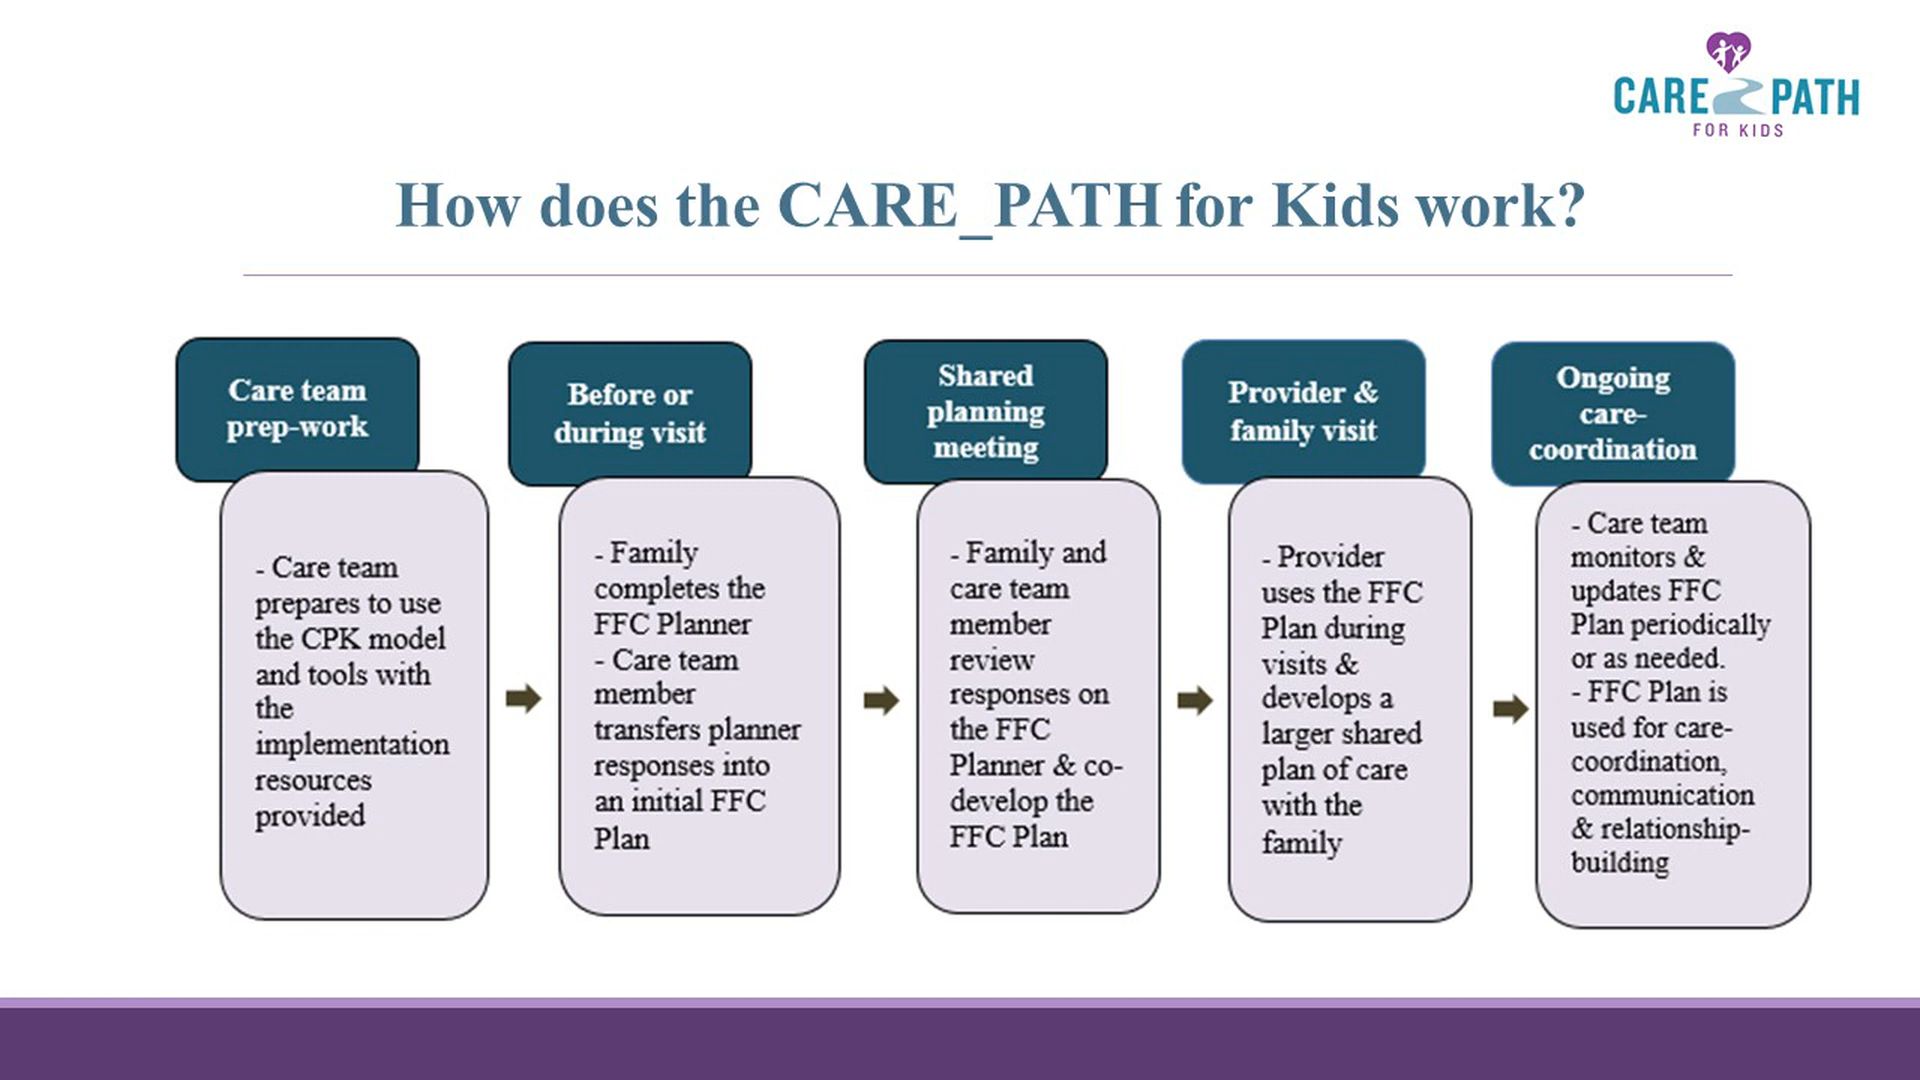 CARE PATH
FOR KIDS
How does the CARE_PATH for Kids work?
Care team
prep-work
- Care team
prepares to use
the CPK model
and tools with
the
implementation
resources
provided
Before or
during visit
- Family
completes the
FFC Planner
- Care team
member
transfers planner
responses into
an initial FFC
Plan
Shared
planning
meeting
- Family and
care team
member
review
responses on
the FFC
Planner & co-
develop the
FFC Plan
Provider &
family visit
- Provider
uses the FFC
Plan during
visits &
develops a
larger shared
plan of care
with the
family
Ongoing
care-
coordination
- Care team
monitors &
updates FFC
Plan periodically
or as needed.
- FFC Plan is
used for care-
coordination,
communication
& relationship-
building